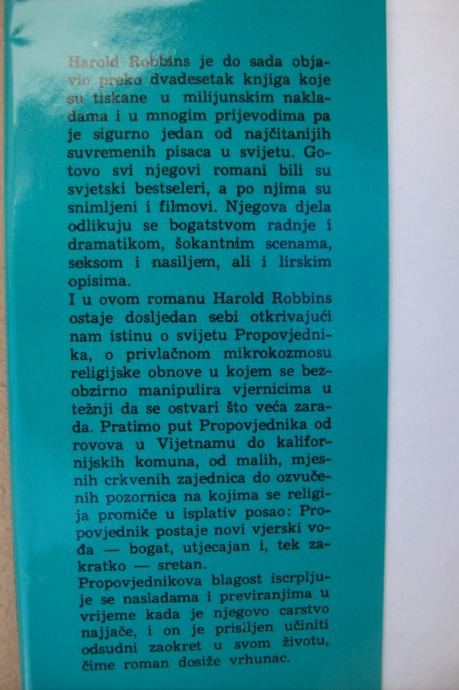 Harold Robbins je do sada obja-
vio preko dvadesetak knjiga koje
su tiskane u milijunskim nakla-
dama i u mnogim prijevodima pa
je sigurno jedan od najčitanijih
suvremenih pisaca u svijetu. Go-
tovo svi njegovi romani bili su
svjetski bestseleri, a po njima su
snimljeni i filmovi. Njegova djela
odlikuju se bogatstvom radnje i
dramatikom, šokantnim scenama,
seksom i nasiljem, ali i lirskim
opisima.
I u ovom romanu Harold Robbins
ostaje dosljedan sebi otkrivajući
nam istinu o svijetu Propovjedni-
ka, o privlačnom mikrokozmosu
religijske obnove u kojem se bez-
obzirno manipulira vjernicima u
težnji da se ostvari što veća zara-
da. Pratimo put Propovjednika od
rovova u Vijetnamu do kalifor-
nijskih komuna, od malih, mjes-
nih crkvenih zajednica do ozvuče-
nih pozornica na kojima se religi-
ja promiče u isplativ posao: Pro-
povjednik postaje novi vjerski vo-
đa — bogat, utjecajan i, tek za-
kratko — sretan.
Propovjednikova blagost iscrplju-
je se nasladama i previranjima u
vrijeme kada je njegovo carstvo
najjače, i on je prisiljen učiniti
odsudni zaokret u svom životu,
čime roman dosiže vrhunac.